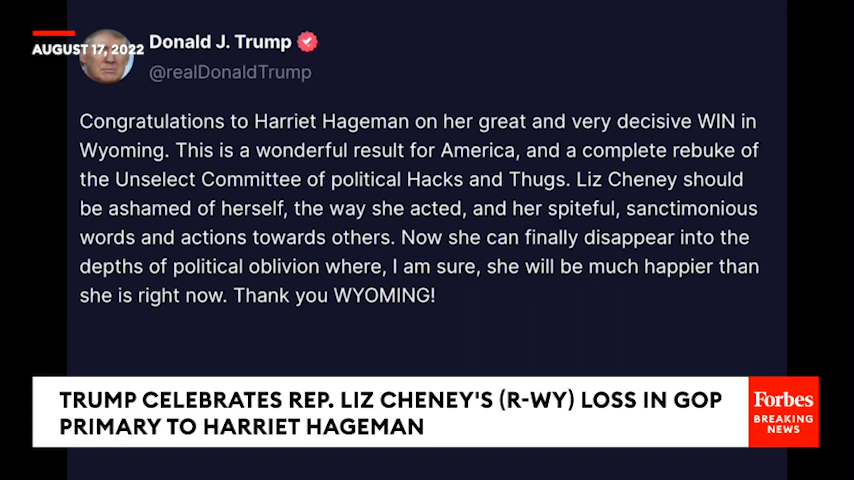 AUGUST 17, 2022
Donald J. Trump
@realDonaldTrump
Congratulations to Harriet Hageman on her great and very decisive WIN in
Wyoming. This is a wonderful result for America, and a complete rebuke of
the Unselect Committee of political Hacks and Thugs. Liz Cheney should
be ashamed of herself, the way she acted, and her spiteful, sanctimonious
words and actions towards others. Now she can finally disappear into the
depths of political oblivion where, I am sure, she will be much happier than
she is right now. Thank you WYOMING!
TRUMP CELEBRATES REP. LIZ CHENEY'S (R-WY) LOSS IN GOP
PRIMARY TO HARRIET HAGEMAN
Forbes
BREAKING
NEWS